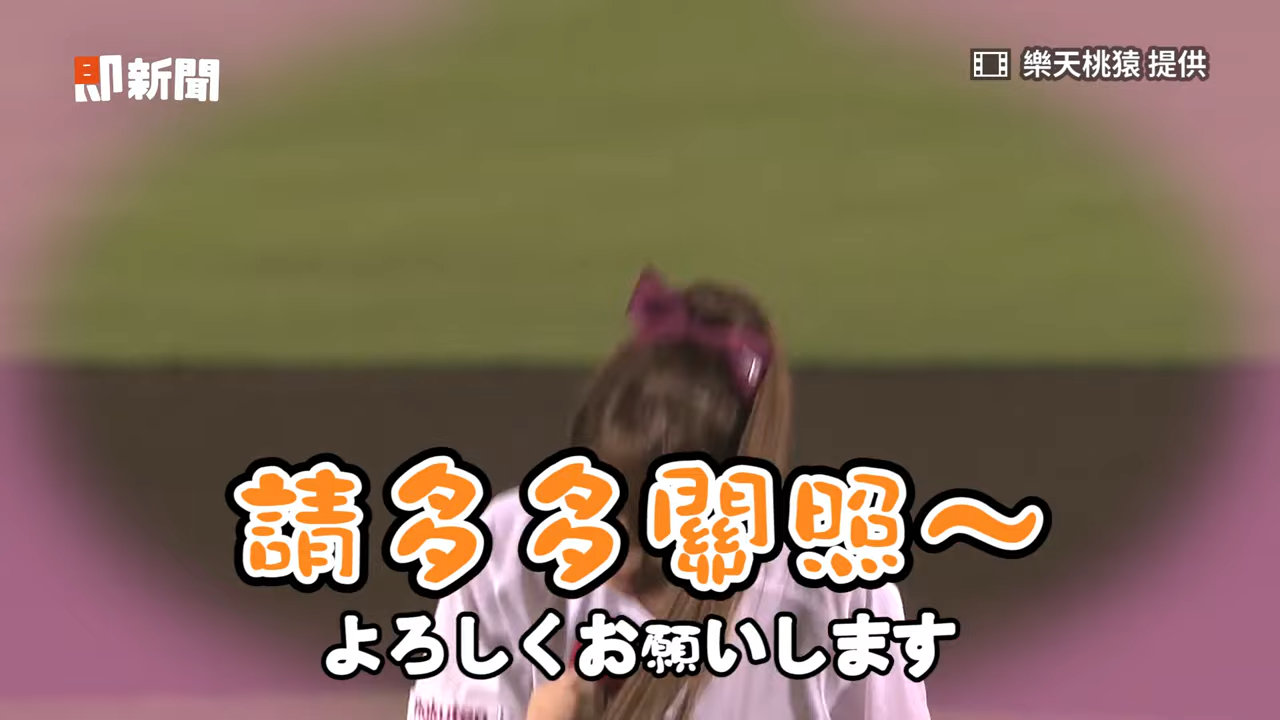 即新聞
樂天桃猿 提供
請多多關照～
よろしくお願いします